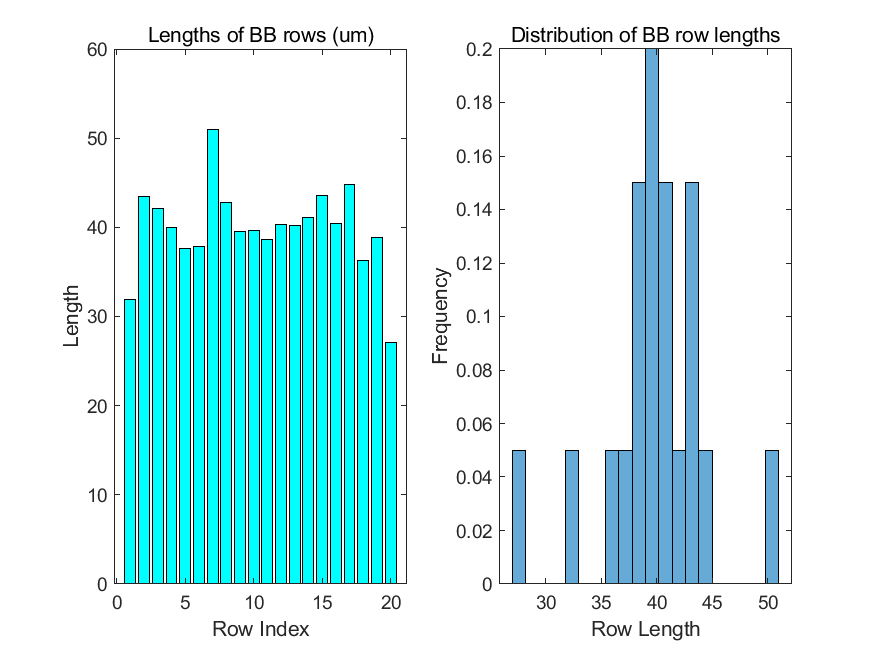 Lengths of BB rows (um)
60
50
40
30
20
10
0
Length
0 5 10 15 20
Row Index
Distribution of BB row lengths
0.2
0.18
0.16
0.14
0.12
0.1
0.08
0.06
0.04
0.02
0
Frequency
30 35 40 45 50
Row Length